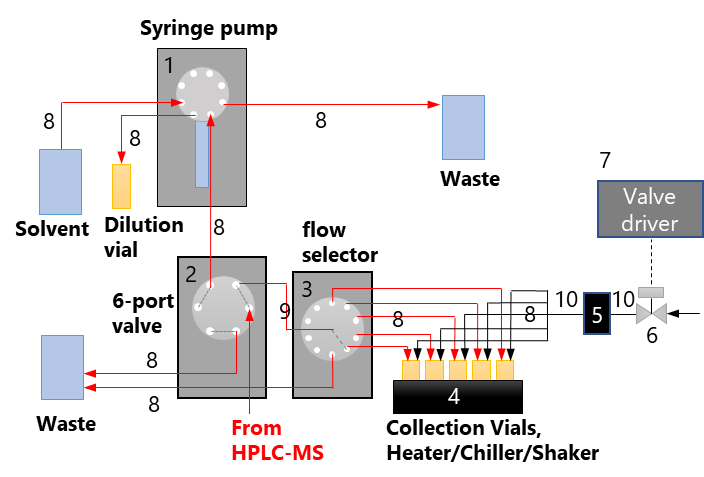 Syringe pump
1
8
8
8
Waste
7
Valve
driver
Solvent
Dilution
vial
8
flow
selector
2
3
6-port
valve
9
8
8
10
5
10
6
8
8
4
Waste
From
HPLC-MS
Collection Vials,
Heater/Chiller/Shaker